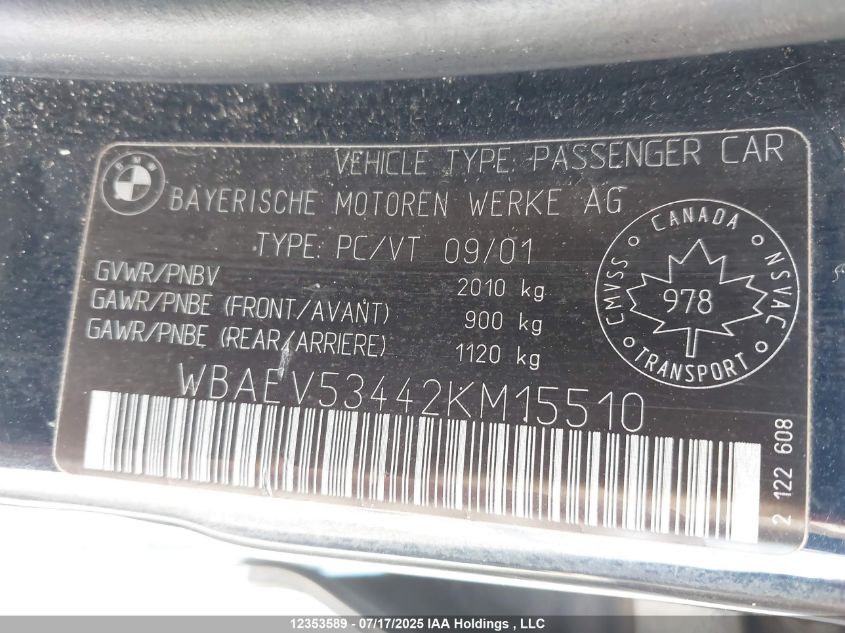 BMW
VEHICLE TYPE: PASSENGER CAR
BAYERISCHE MOTOREN WERKE AG
TYPE: PC/VT 09/01
GVWR/PNBV 2010 kg
GAWR/PNBE (FRONT/AVANT) 900 kg
GAWR/PNBE (REAR/ARRIERE) 1120 kg
WBAEV53442KM15510
CANADA
CMVSS
NSVAC
978
TRANSPORT
2 122 608
12353589 - 07/17/2025 IAA Holdings , LLC